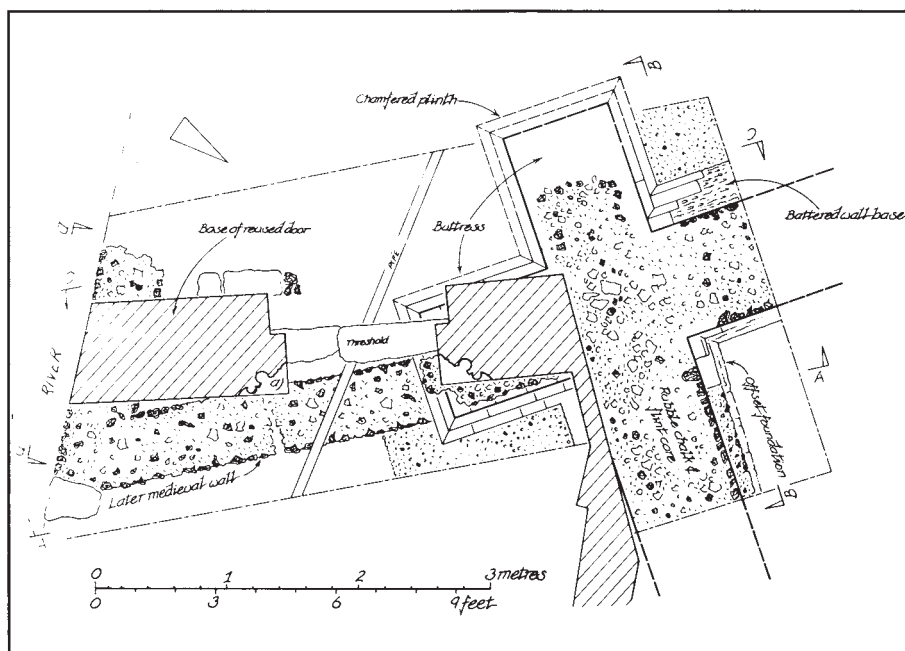 B
Chamfered plinth
C
Battered wall base
Buttress
Base of reused door
PIPE
Threshold
RIVER
a)
Rubble chalk &
flint core
Offset foundation
A
B
Later medieval wall
0 1 2 3 metres
0 3 6 9 feet